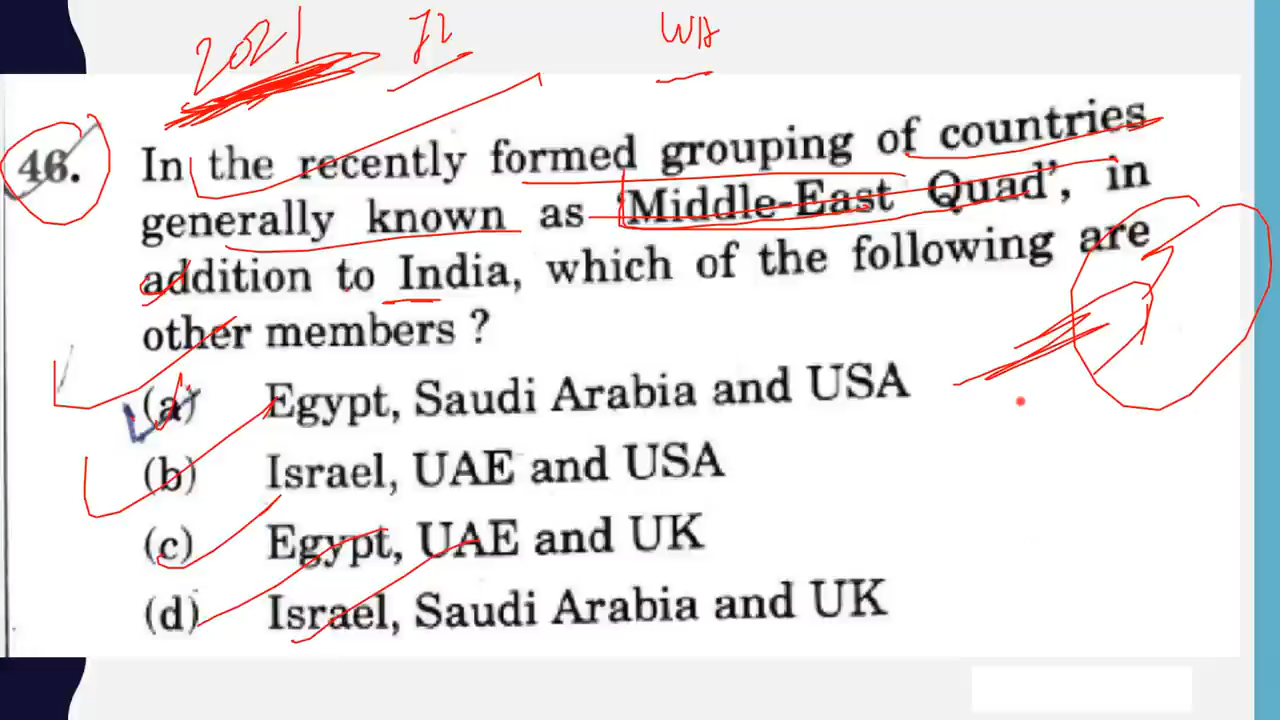 2021 I2 WA
46. In the recently formed grouping of countries
generally known as 'Middle-East Quad', in
addition to India, which of the following are
other members ?
(a) Egypt, Saudi Arabia and USA
(b) Israel, UAE and USA
(c) Egypt, UAE and UK
(d) Israel, Saudi Arabia and UK